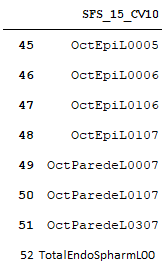 SFS_15_CV10
45 OctEpiL0005
46 OctEpiL0006
47 OctEpiL0106
48 OctEpiL0107
49 OctParedeL0007
50 OctParedeL0107
51 OctParedeL0307
52 TotalEndoSpharmL00